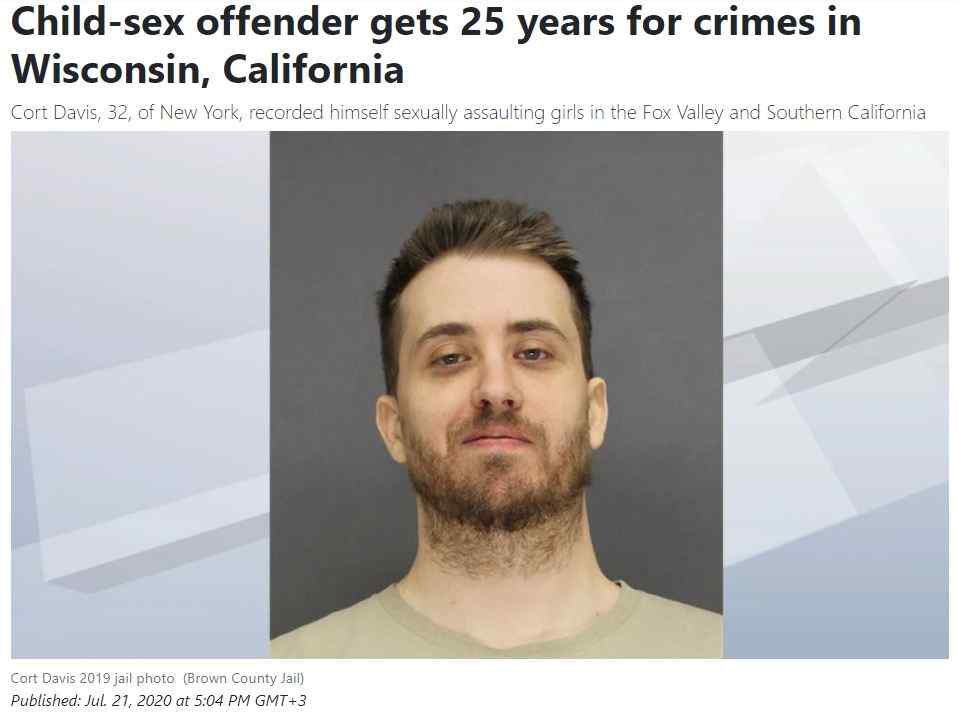 Child-sex offender gets 25 years for crimes in
Wisconsin, California
Cort Davis, 32, of New York, recorded himself sexually assaulting girls in the Fox Valley and Southern California
Cort Davis 2019 jail photo (Brown County Jail)
Published: Jul. 21, 2020 at 5:04 PM GMT+3